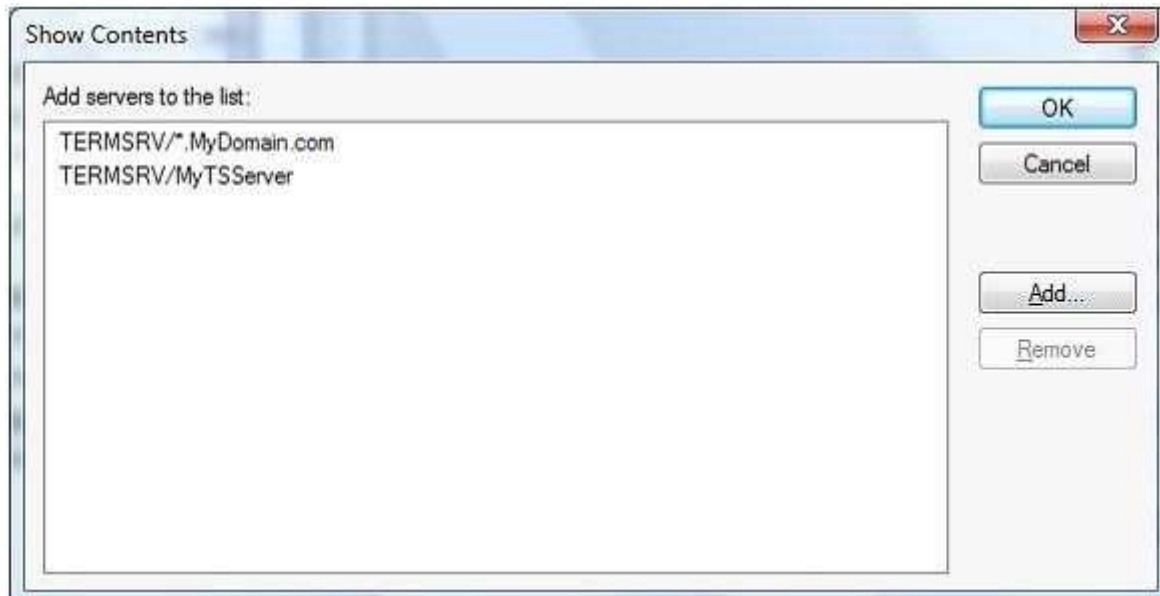 Show Contents
Add servers to the list:
TERMSRV/*.MyDomain.com
TERMSRV/MyTSServer
OK
Cancel
Add...
Remove